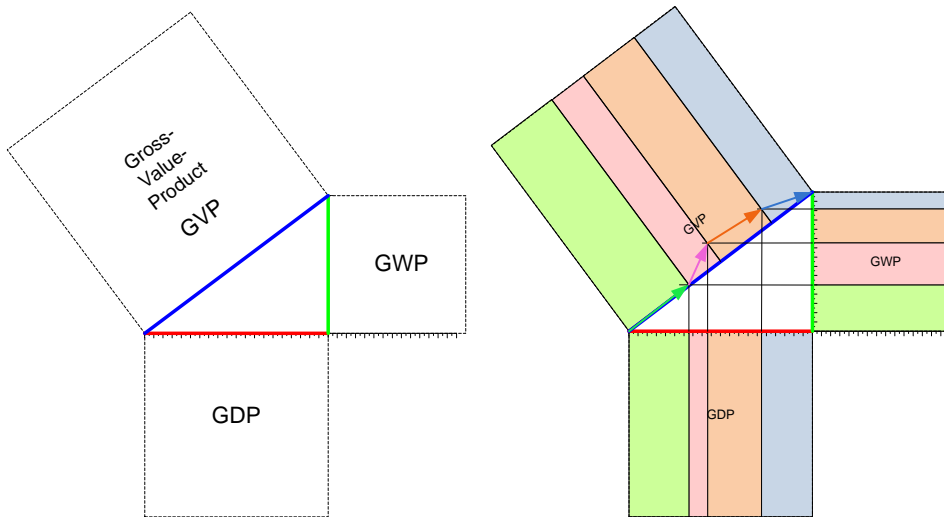 Gross-
Value-
Product
GVP
GWP
GDP
GVP
GWP
GDP